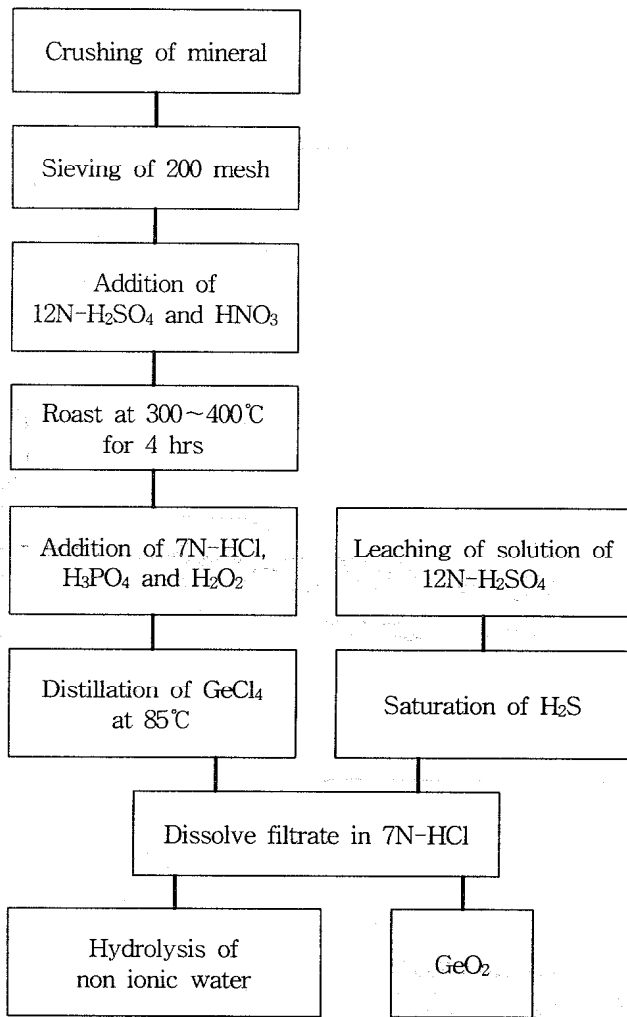 Crushing of mineral
Sieving of 200 mesh
Addition of
12N-H₂SO₄ and HNO₃
Roast at 300~400℃
for 4 hrs
Addition of 7N-HCl,
H₃PO₄ and H₂O₂
Leaching of solution of
12N-H₂SO₄
Distillation of GeCl₄
at 85℃
Saturation of H₂S
Dissolve filtrate in 7N-HCl
Hydrolysis of
non ionic water
GeO₂